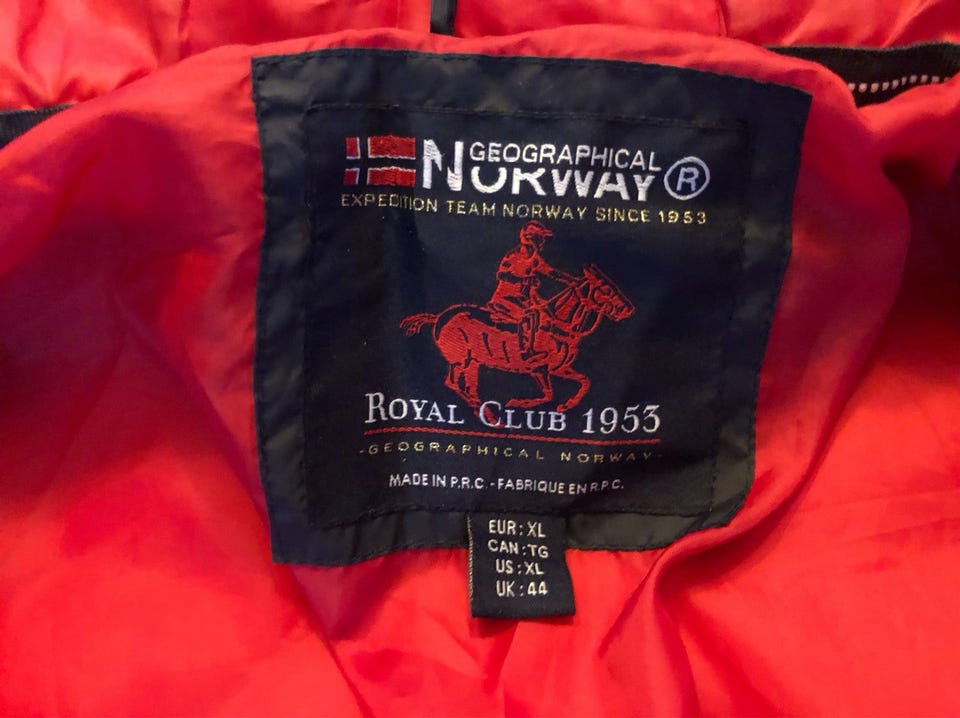 GEOGRAPHICAL
NORWAY ®
EXPEDITION TEAM NORWAY SINCE 1953
ROYAL CLUB 1953
-GEOGRAPHICAL NORWAY-
MADE IN P.R.C.-FABRIQUE EN R.P.C.
EUR: XL
CAN: TG
US: XL
UK: 44